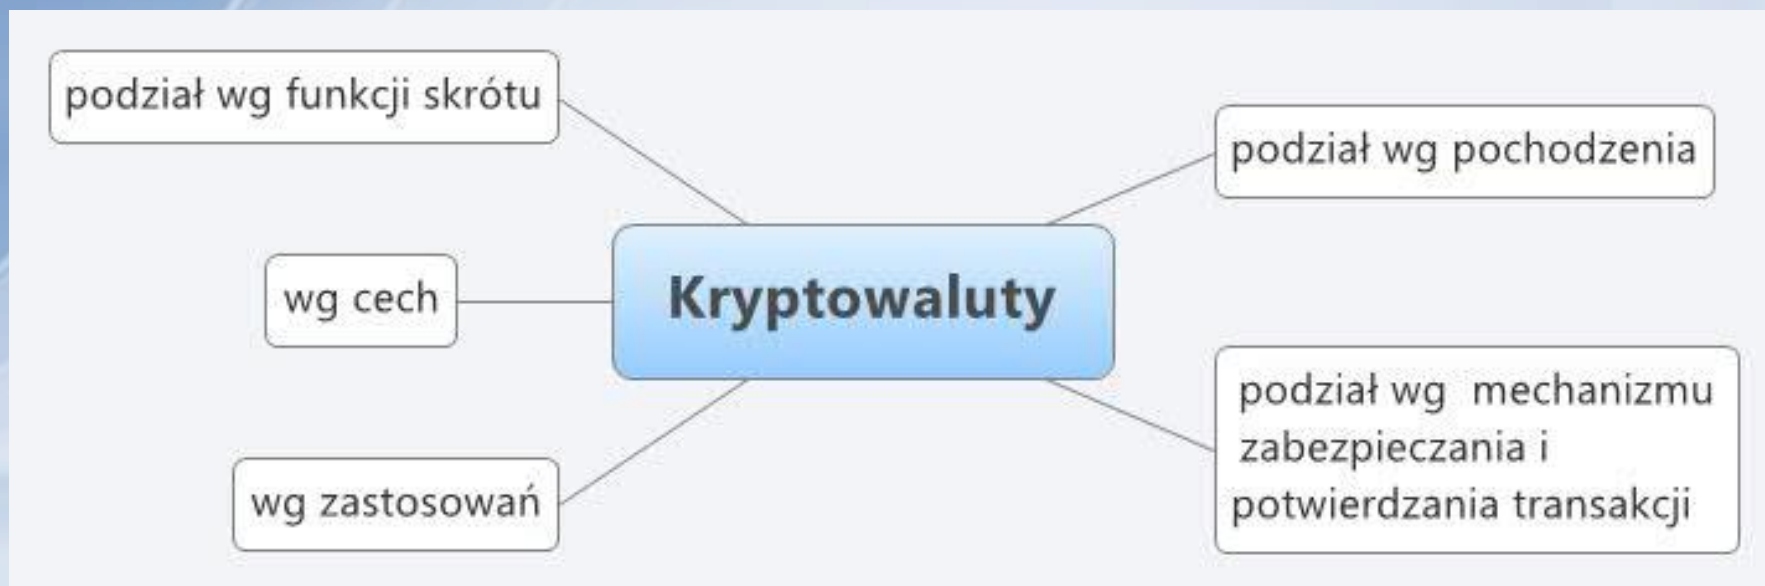 podział wg funkcji skrótu
podział wg pochodzenia
wg cech
Kryptowaluty
podział wg mechanizmu
zabezpieczania i
potwierdzania transakcji
wg zastosowań